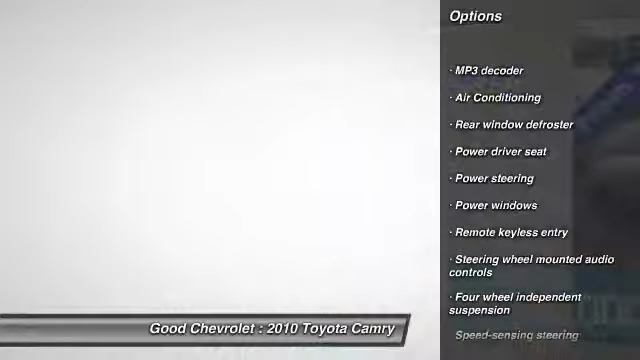 Options
· MP3 decoder
· Air Conditioning
· Rear window defroster
· Power driver seat
· Power steering
· Power windows
· Remote keyless entry
· Steering wheel mounted audio
controls
· Four wheel independent
suspension
Speed-sensing steering
Good Chevrolet : 2010 Toyota Camry